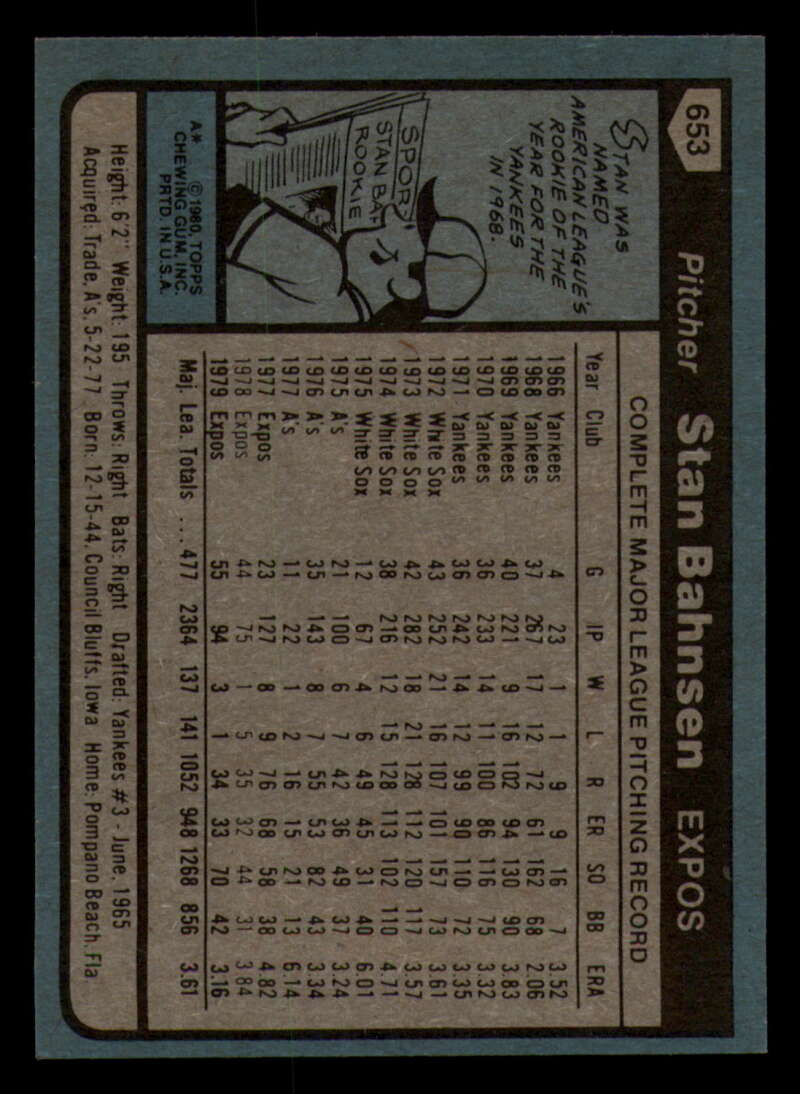 653 Pitcher Stan Bahnsen EXPOS
STAN WAS
NAMED
AMERICAN LEAGUE'S
ROOKIE OF THE
YEAR FOR THE
YANKEES
IN 1968.
SPOR
STAN BA
ROOKIE
A* ©1980, TOPPS
CHEWING GUM, INC.
PRTD. IN U.S.A.
COMPLETE MAJOR LEAGUE PITCHING RECORD
Year Club G IP W L R ER SO BB ERA
1966 Yankees 4 23 1 1 9 9 16 7 3.52
1968 Yankees 37 267 17 12 72 61 162 68 2.06
1969 Yankees 40 221 9 16 102 94 130 90 3.83
1970 Yankees 36 233 14 11 100 86 116 75 3.32
1971 Yankees 36 242 14 12 99 90 110 72 3.35
1972 White Sox 43 252 21 16 107 101 157 73 3.61
1973 White Sox 42 282 18 21 128 112 120 117 3.57
1974 White Sox 38 216 12 15 128 113 102 110 4.71
1975 White Sox 12 67 4 6 49 45 31 40 6.01
1975 A's 21 100 6 7 42 36 49 37 3.24
1976 A's 35 143 8 7 55 53 82 43 3.34
1977 A's 11 22 1 2 16 15 21 13 6.14
1977 Expos 23 127 8 9 76 68 58 38 4.82
1978 Expos 44 75 1 5 35 32 44 31 3.84
1979 Expos 55 94 3 1 34 33 70 42 3.16
Maj. Lea. Totals .... 477 2364 137 141 1052 948 1268 856 3.61
Height: 6'2" Weight: 195 Throws: Right Bats: Right Drafted: Yankees #3 - June, 1965
Acquired: Trade, A's, 5-22-77 Born: 12-15-44, Council Bluffs, Iowa Home: Pompano Beach, Fla.